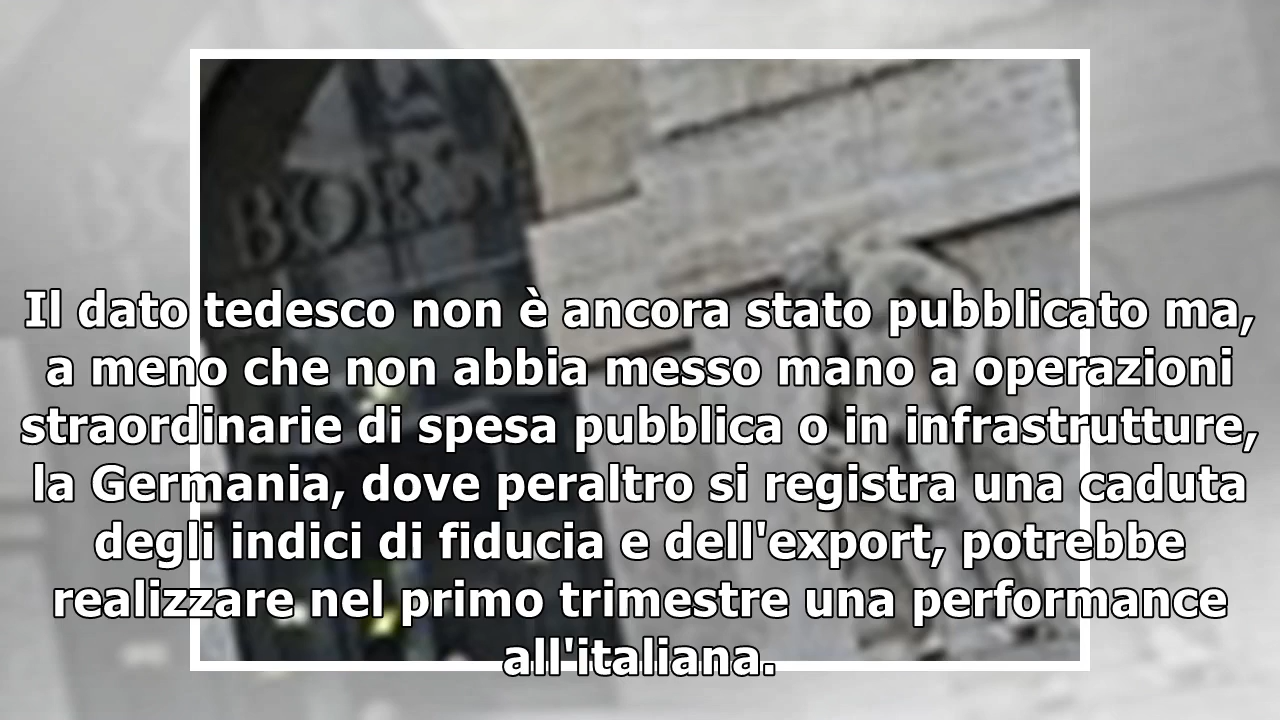 BORSA
Il dato tedesco non è ancora stato pubblicato ma,
a meno che non abbia messo mano a operazioni
straordinarie di spesa pubblica o in infrastrutture,
la Germania, dove peraltro si registra una caduta
degli indici di fiducia e dell'export, potrebbe
realizzare nel primo trimestre una performance
all'italiana.